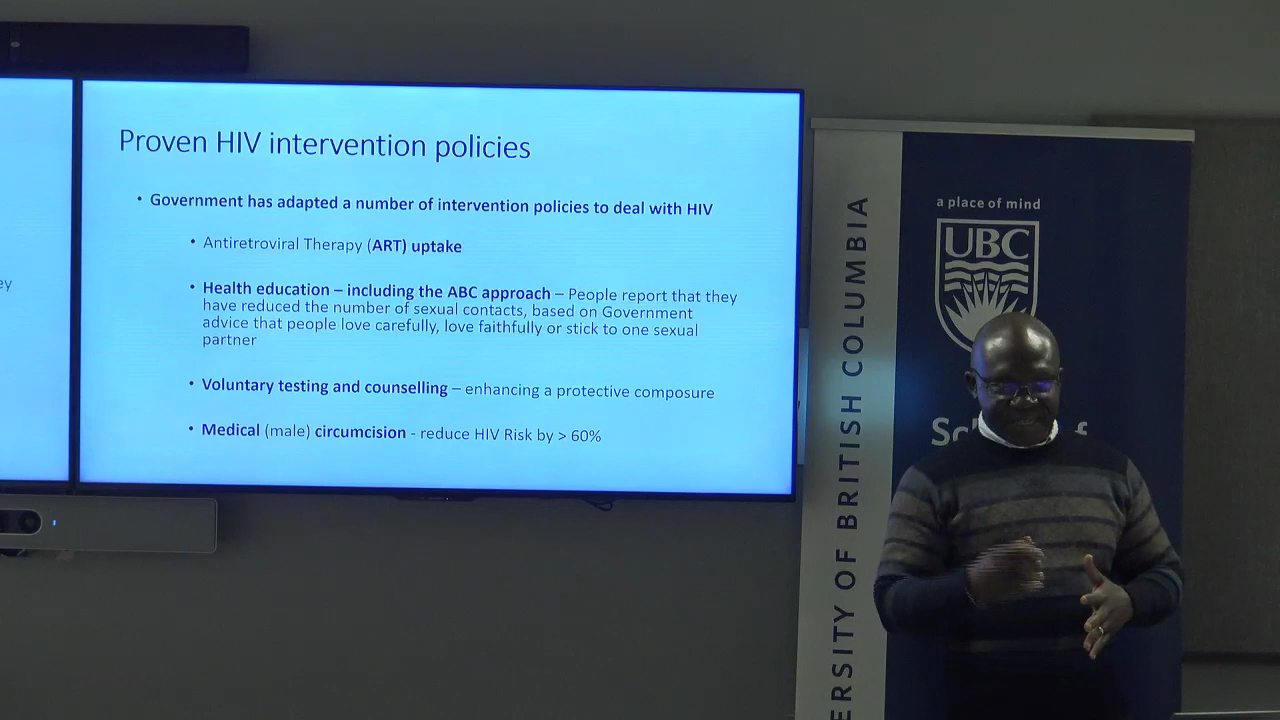 Proven HIV intervention policies
• Government has adapted a number of intervention policies to deal with HIV
• Antiretroviral Therapy (ART) uptake
• Health education – including the ABC approach – People report that they
have reduced the number of sexual contacts, based on Government
advice that people love carefully, love faithfully or stick to one sexual
partner
• Voluntary testing and counselling – enhancing a protective composure
• Medical (male) circumcision - reduce HIV Risk by > 60%
ERSITY OF BRITISH COLUMBIA
a place of mind
UBC